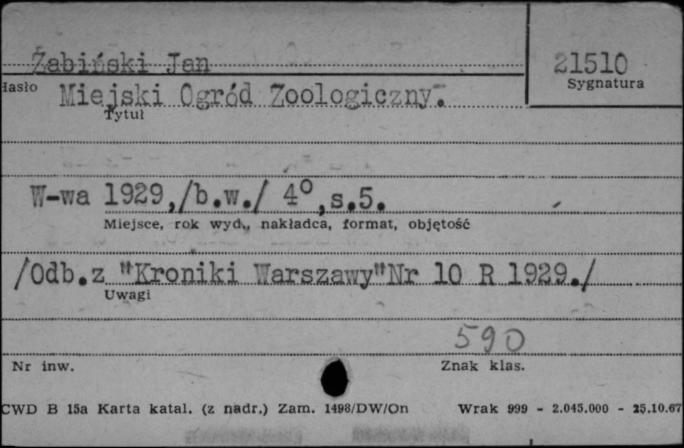 Żabiński Jan
21510
Hasło
Sygnatura
Miejski Ogród Zoologiczny.
Tytuł
W-wa 1929,/b.w./ 4°,s.5.
Miejsce, rok wyd., nakładca, format, objętość
/Odb.z "Kroniki Warszawy"Nr 10 R 1929./
Uwagi
590
Nr inw.
Znak klas.
CWD B 15a Karta katal. (z nadr.) Zam. 1498/DW/On Wrak 999 - 2.045.000 - 25.10.67